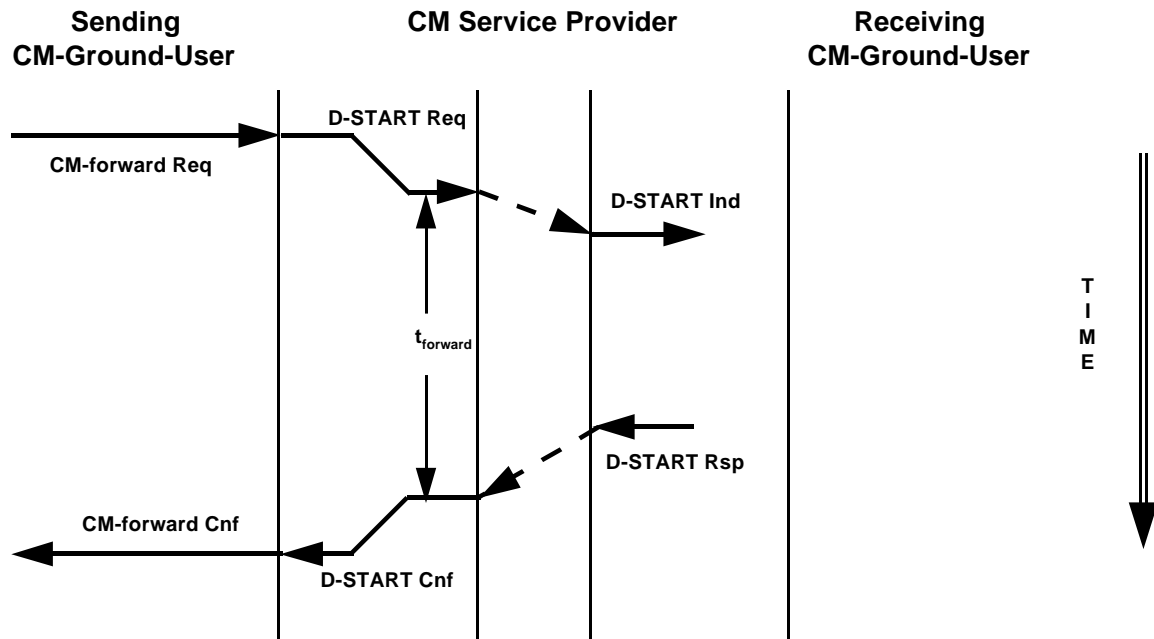 Sending
CM-Ground-User
CM Service Provider
Receiving
CM-Ground-User
D-START Req
CM-forward Req
D-START Ind
tforward
T
I
M
E
D-START Rsp
CM-forward Cnf
D-START Cnf